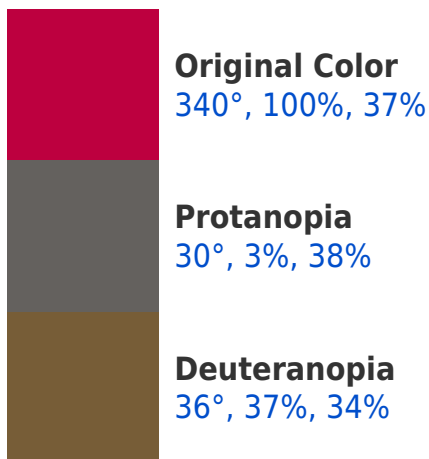 Original Color
340°, 100%, 37%
Protanopia
30°, 3%, 38%
Deuteranopia
36°, 37%, 34%